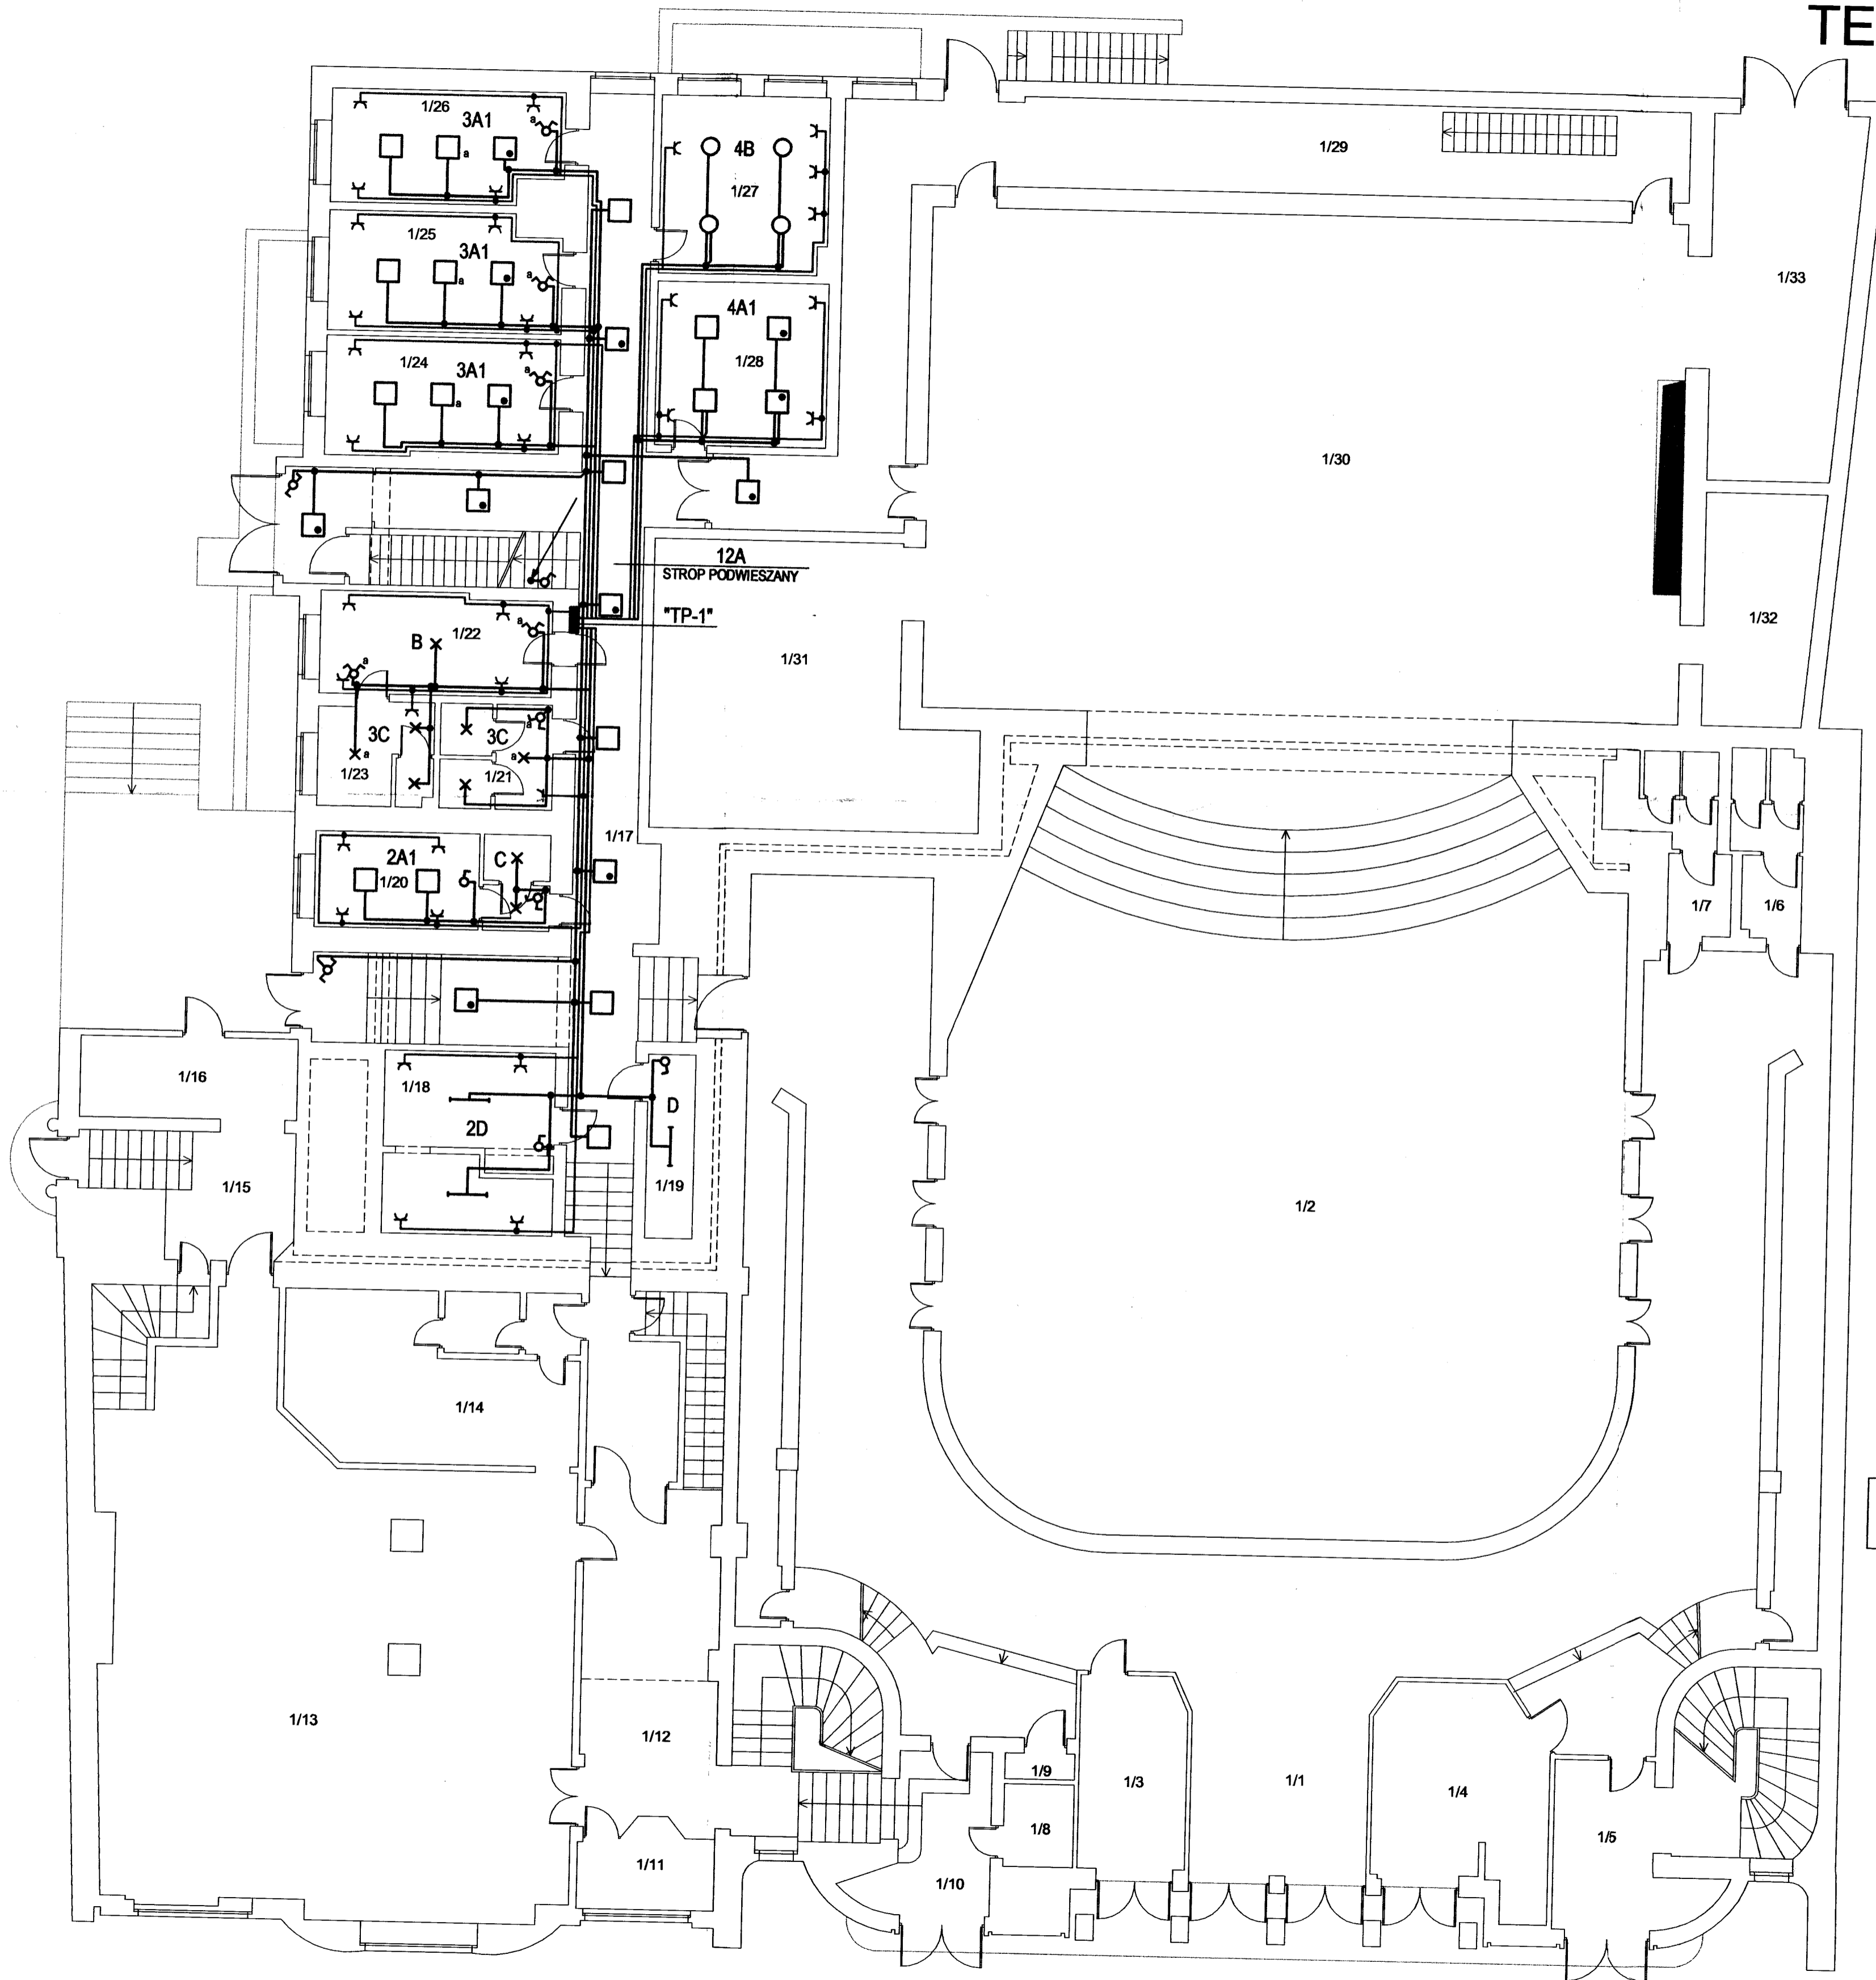 TE
1/26
3A1
a
a
4B
1/27
1/29
1/25
3A1
a
a
1/33
4A1
1/28
1/24
3A1
a
a
1/30
12A
STROP PODWIESZANY
"TP-1"
1/22
a
B
a
1/32
1/31
3C
a
1/23
3C
a
a
1/21
1/17
2A1
1/20
C
1/7
1/6
1/16
1/18
2D
D
1/19
1/15
1/2
1/14
1/13
1/12
1/9
1/3
1/1
1/4
1/8
1/5
1/11
1/10